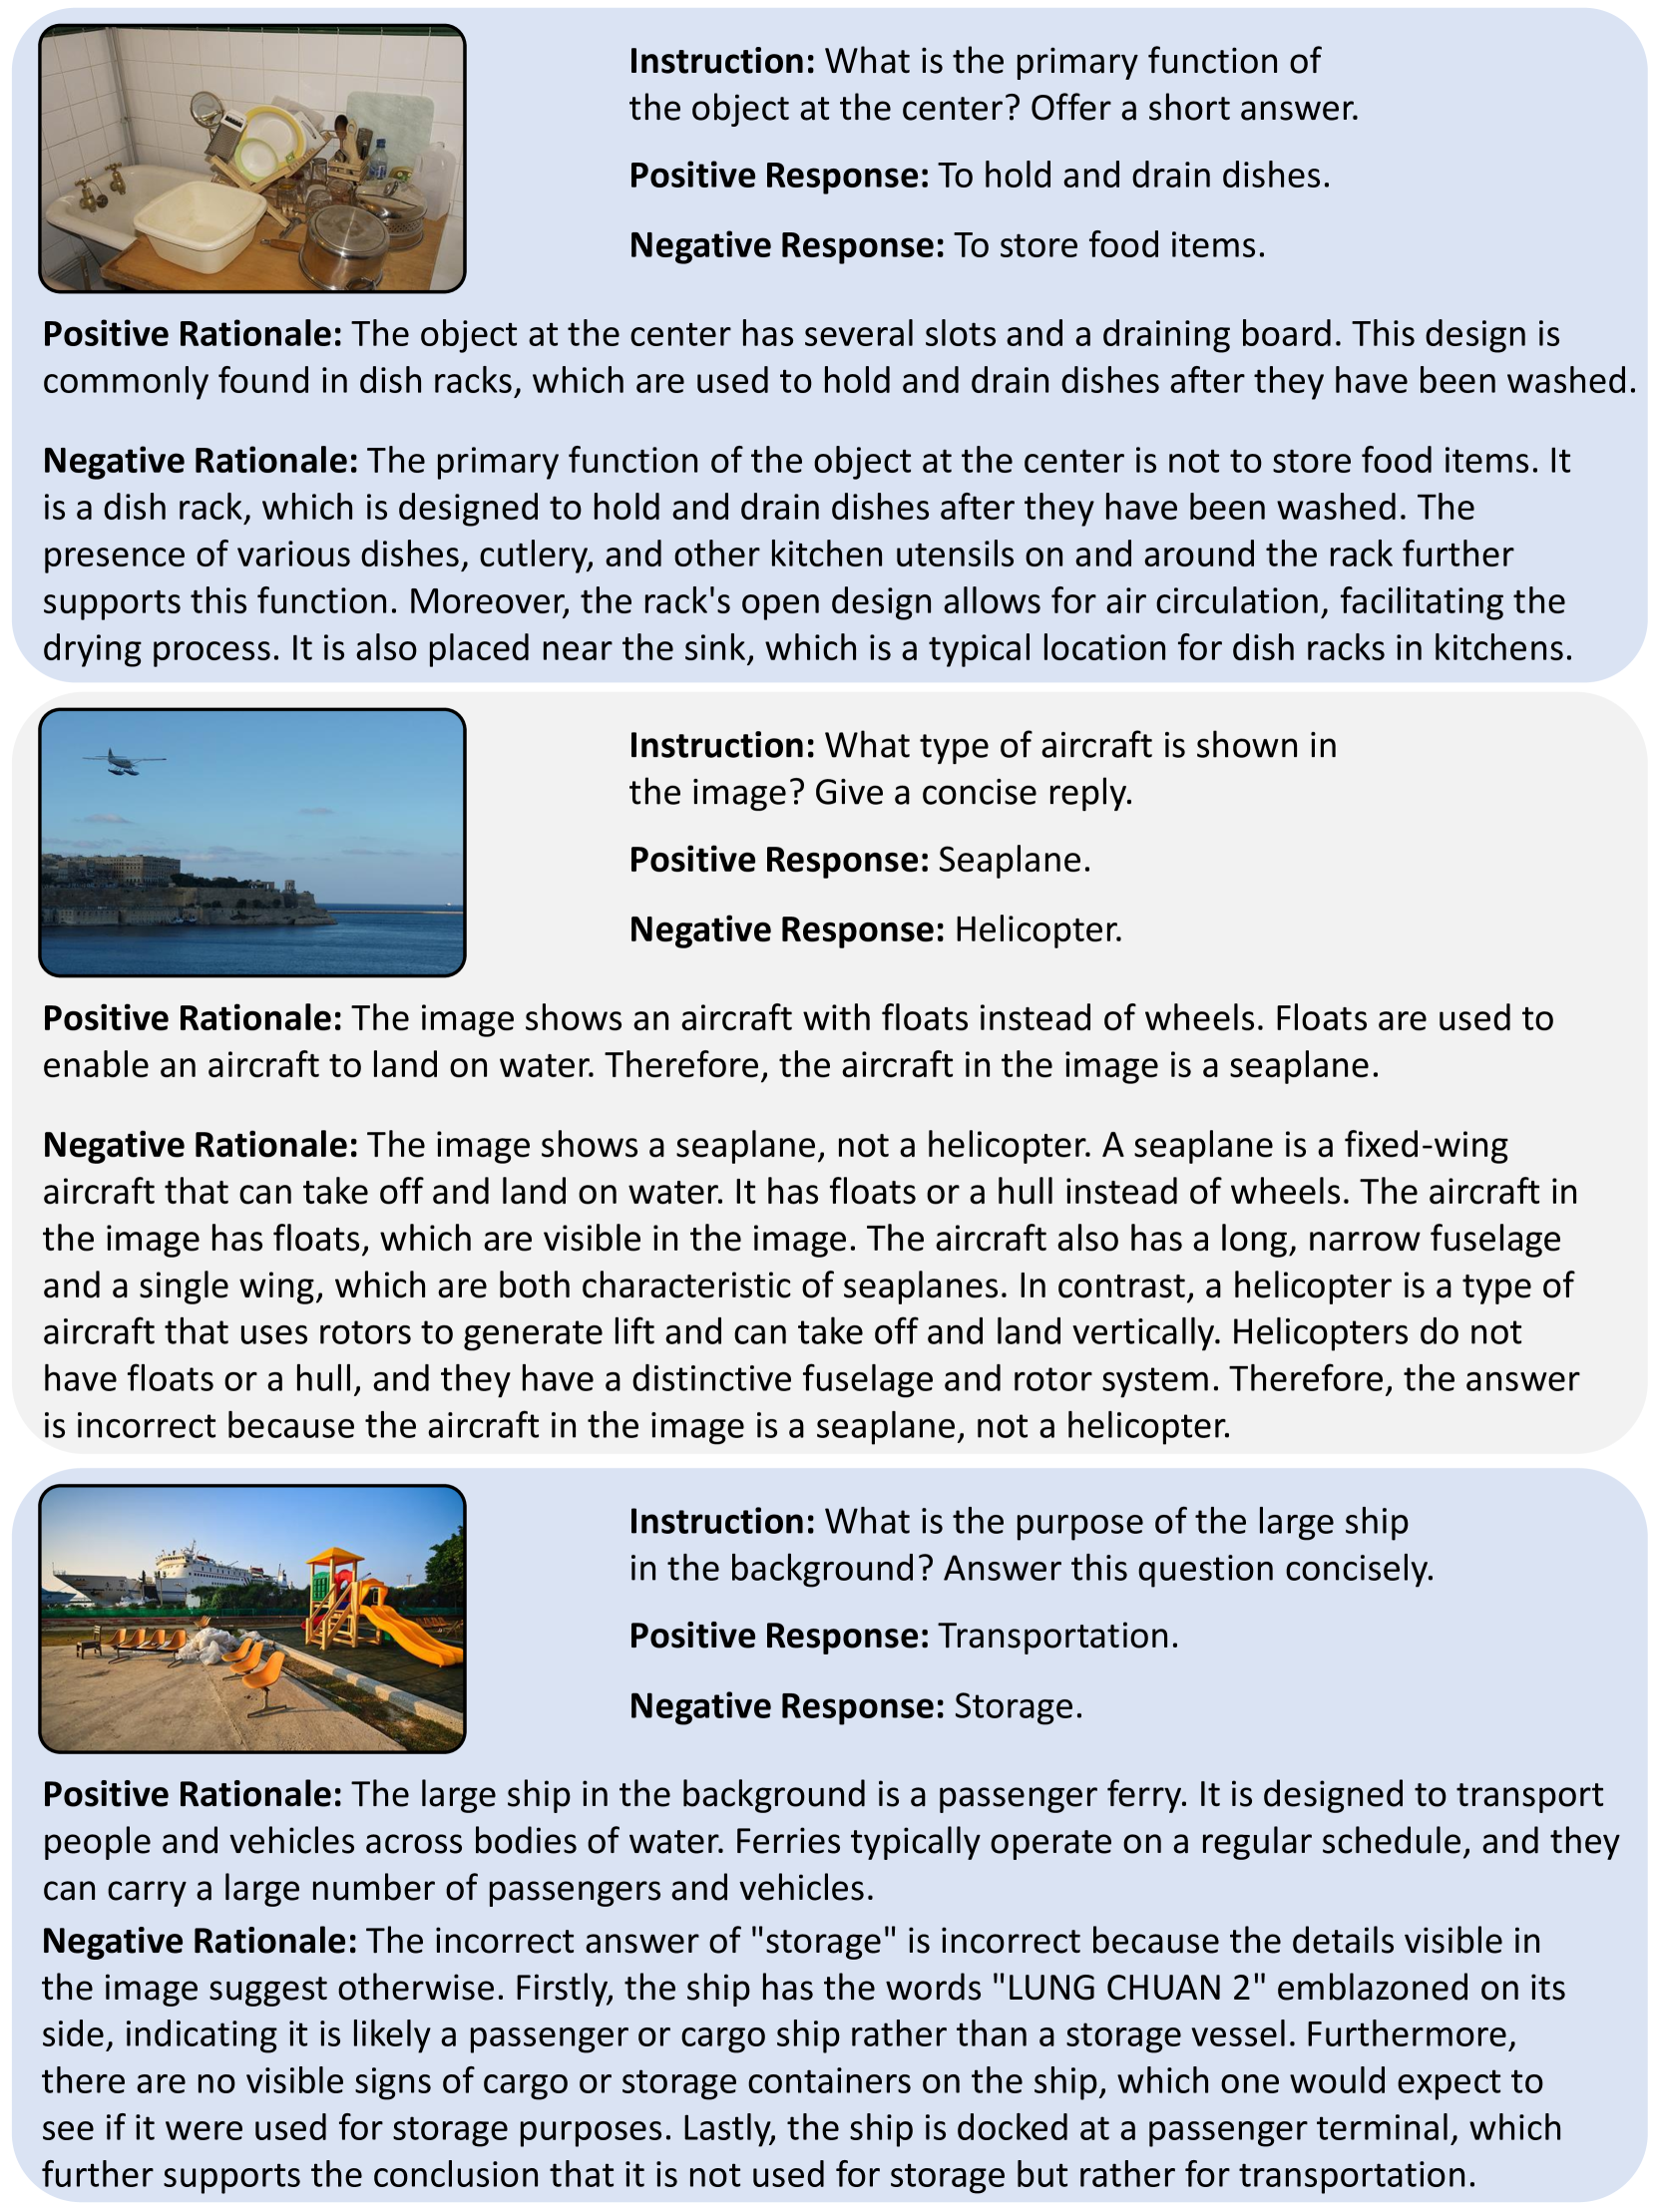 Instruction: What is the primary function of
the object at the center? Offer a short answer.
Positive Response: To hold and drain dishes.
Negative Response: To store food items.
Positive Rationale: The object at the center has several slots and a draining board. This design is
commonly found in dish racks, which are used to hold and drain dishes after they have been washed.
Negative Rationale: The primary function of the object at the center is not to store food items. It
is a dish rack, which is designed to hold and drain dishes after they have been washed. The
presence of various dishes, cutlery, and other kitchen utensils on and around the rack further
supports this function. Moreover, the rack's open design allows for air circulation, facilitating the
drying process. It is also placed near the sink, which is a typical location for dish racks in kitchens.
Instruction: What type of aircraft is shown in
the image? Give a concise reply.
Positive Response: Seaplane.
Negative Response: Helicopter.
Positive Rationale: The image shows an aircraft with floats instead of wheels. Floats are used to
enable an aircraft to land on water. Therefore, the aircraft in the image is a seaplane.
Negative Rationale: The image shows a seaplane, not a helicopter. A seaplane is a fixed-wing
aircraft that can take off and land on water. It has floats or a hull instead of wheels. The aircraft in
the image has floats, which are visible in the image. The aircraft also has a long, narrow fuselage
and a single wing, which are both characteristic of seaplanes. In contrast, a helicopter is a type of
aircraft that uses rotors to generate lift and can take off and land vertically. Helicopters do not
have floats or a hull, and they have a distinctive fuselage and rotor system. Therefore, the answer
is incorrect because the aircraft in the image is a seaplane, not a helicopter.
Instruction: What is the purpose of the large ship
in the background? Answer this question concisely.
Positive Response: Transportation.
Negative Response: Storage.
Positive Rationale: The large ship in the background is a passenger ferry. It is designed to transport
people and vehicles across bodies of water. Ferries typically operate on a regular schedule, and they
can carry a large number of passengers and vehicles.
Negative Rationale: The incorrect answer of "storage" is incorrect because the details visible in
the image suggest otherwise. Firstly, the ship has the words "LUNG CHUAN 2" emblazoned on its
side, indicating it is likely a passenger or cargo ship rather than a storage vessel. Furthermore,
there are no visible signs of cargo or storage containers on the ship, which one would expect to
see if it were used for storage purposes. Lastly, the ship is docked at a passenger terminal, which
further supports the conclusion that it is not used for storage but rather for transportation.